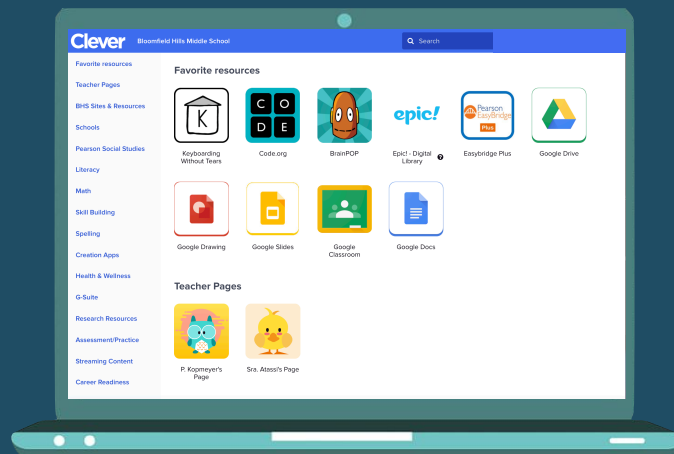 Clever
Bloomfield Hills Middle School
Search
Favorite resources
Teacher Pages
BHS Sites & Resources
Schools
Pearson Social Studies
Literacy
Math
Skill Building
Spelling
Creation Apps
Health & Wellness
G-Suite
Research Resources
Assessment/Practice
Streaming Content
Career Readiness
Favorite resources
K
C O
D E
epic!
Pearson
EasyBridge
Plus
Keyboarding
Without Tears
Code.org
BrainPOP
Epic! - Digital
Library
?
Easybridge Plus
Google Drive
Google Drawing
Google Slides
Google
Classroom
Google Docs
Teacher Pages
P. Kopmeyer's
Page
Sra. Atassi's Page